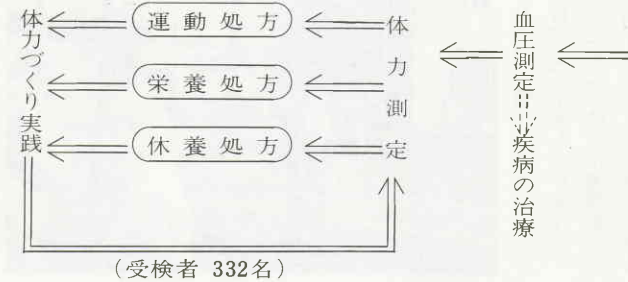 血圧測定
疾病の治療
体力測定
運動処方
栄養処方
休養処方
体力づくり実践
(受検者 332名)